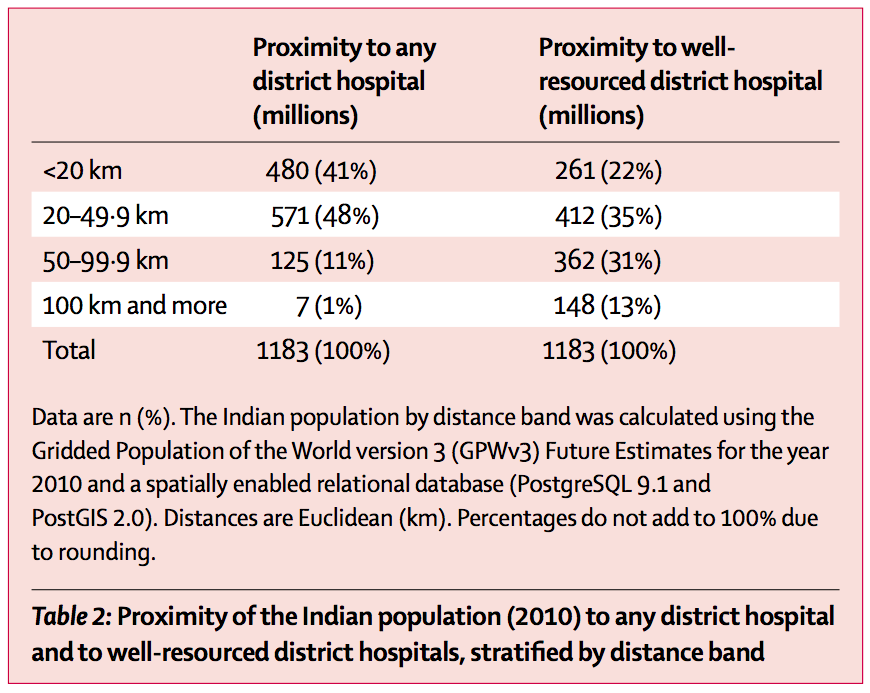 Proximity to any district hospital (millions) Proximity to well-resourced district hospital (millions)
<20 km 480 (41%) 261 (22%)
20–49·9 km 571 (48%) 412 (35%)
50–99·9 km 125 (11%) 362 (31%)
100 km and more 7 (1%) 148 (13%)
Total 1183 (100%) 1183 (100%)
Data are n (%). The Indian population by distance band was calculated using the
Gridded Population of the World version 3 (GPWv3) Future Estimates for the year
2010 and a spatially enabled relational database (PostgreSQL 9.1 and
PostGIS 2.0). Distances are Euclidean (km). Percentages do not add to 100% due
to rounding.
Table 2: Proximity of the Indian population (2010) to any district hospital
and to well-resourced district hospitals, stratified by distance band